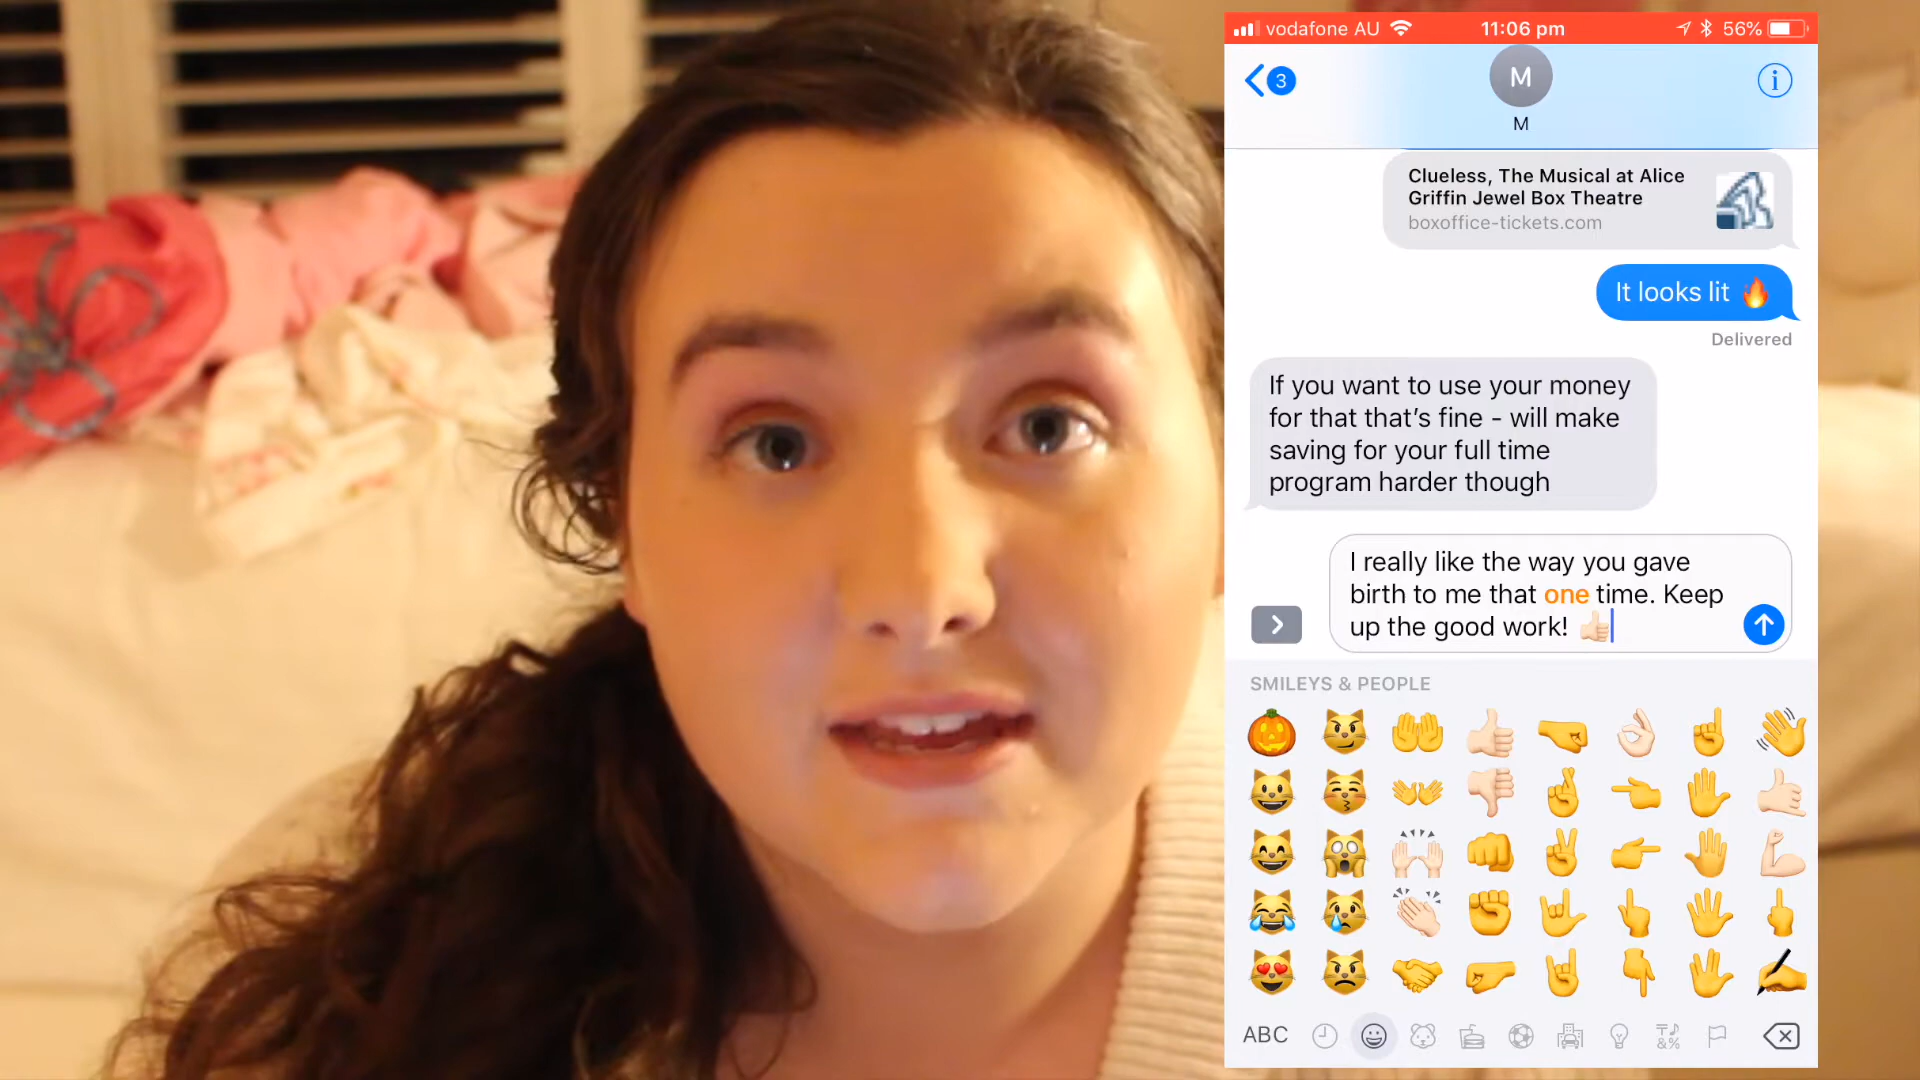 vodafone AU
11:06 pm
56%
3
M
M
Clueless, The Musical at Alice
Griffin Jewel Box Theatre
boxoffice-tickets.com
It looks lit 🔥
Delivered
If you want to use your money
for that that's fine - will make
saving for your full time
program harder though
I really like the way you gave
birth to me that one time. Keep
up the good work! 👍🏻
SMILEYS & PEOPLE
ABC